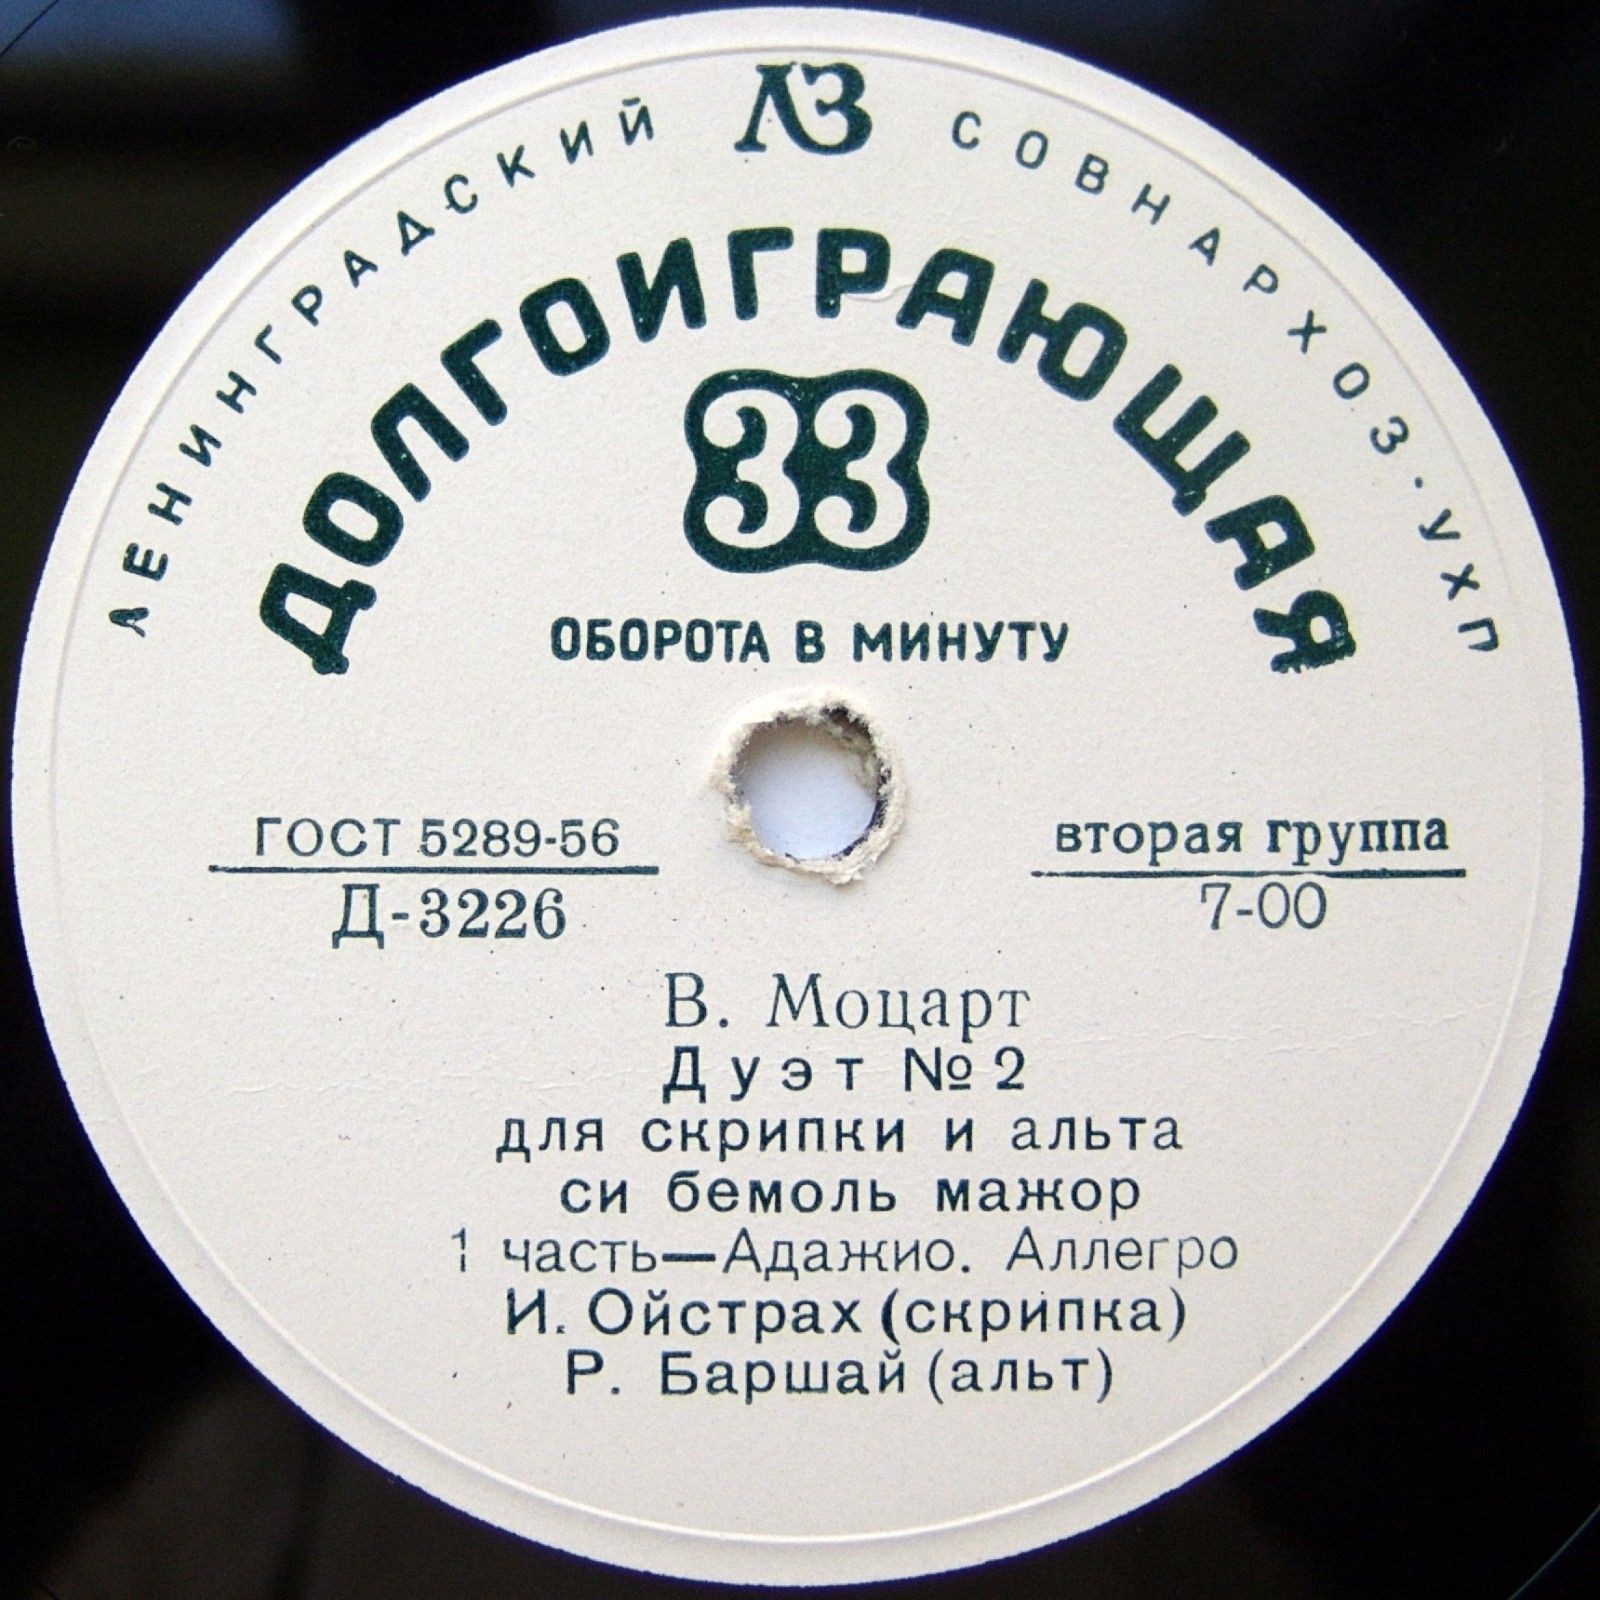 ЛЕНИНГРАДСКИЙ ЛЗ СОВНАРХОЗ·УХП
ДОЛГОИГРАЮЩАЯ
33
ОБОРОТА В МИНУТУ
ГОСТ 5289-56
Д-3226
вторая группа
7-00
В. Моцарт
Дуэт №2
для скрипки и альта
си бемоль мажор
1 часть—Адажио. Аллегро
И. Ойстрах (скрипка)
Р. Баршай (альт)